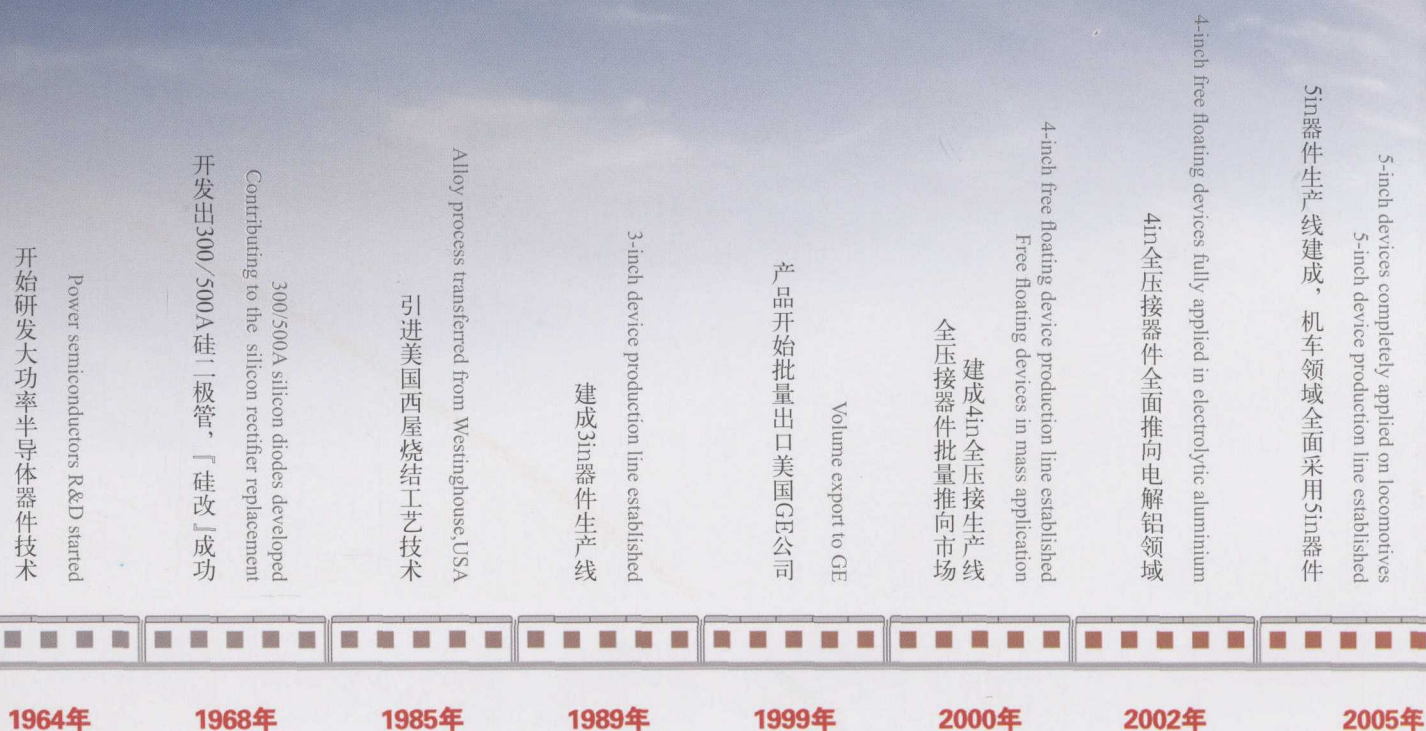 开始研发大功率半导体器件技术
Power semiconductors R&D started
1964年
开发出300/500A硅二极管，『硅改』成功
300/500A silicon diodes developed
Contributing to the silicon rectifier replacement
1968年
引进美国西屋烧结工艺技术
Alloy process transferred from Westinghouse,USA
1985年
建成3in器件生产线
3-inch device production line established
1989年
产品开始批量出口美国GE公司
Volume export to GE
1999年
建成4in全压接生产线
全压接器件批量推向市场
4-inch free floating device production line established
Free floating devices in mass application
2000年
4in全压接器件全面推向电解铝领域
4-inch free floating devices fully applied in electrolytic aluminium
2002年
5in器件生产线建成，机车领域全面采用5in器件
5-inch devices completely applied on locomotives
5-inch device production line established
2005年